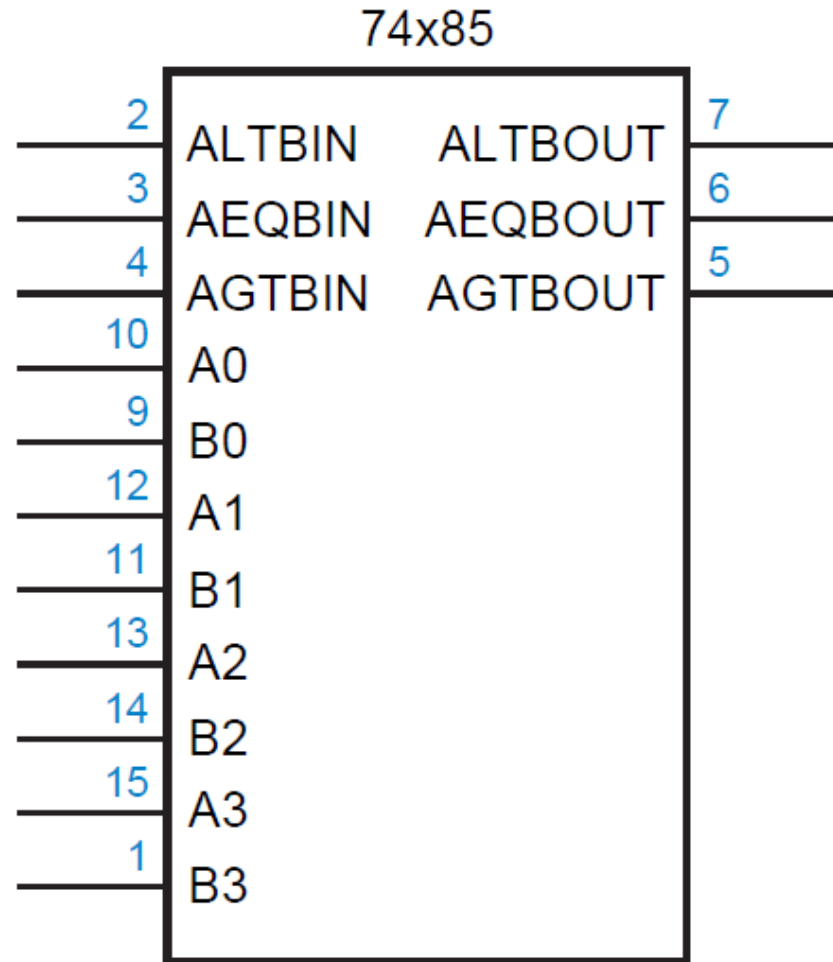 74x85
2 ALTBIN ALTBOUT 7
3 AEQBIN AEQBOUT 6
4 AGTBIN AGTBOUT 5
10 A0
9 B0
12 A1
11 B1
13 A2
14 B2
15 A3
1 B3